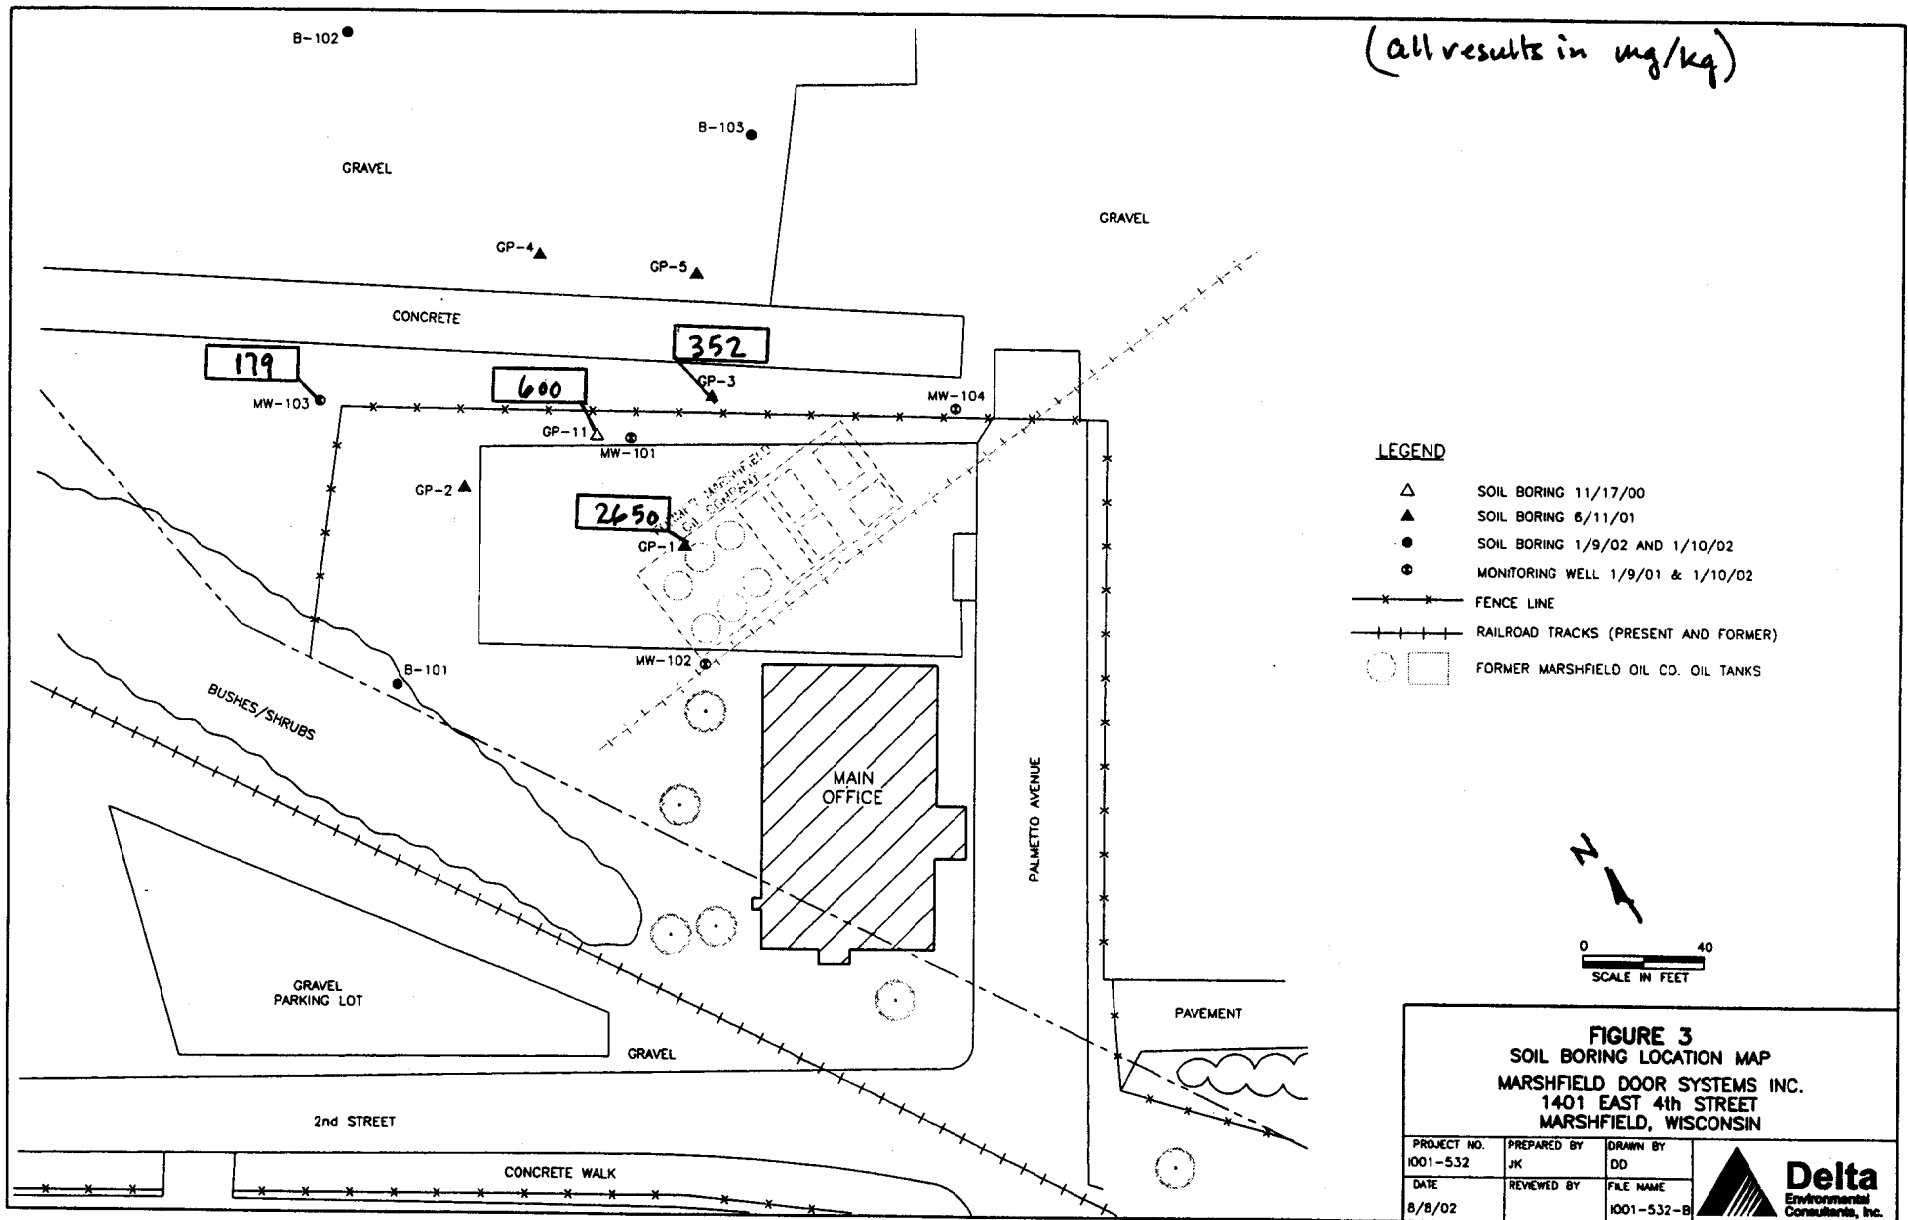 (all results in mg/kg)
B-102
B-103
GRAVEL
GRAVEL
GP-4
GP-5
CONCRETE
352
179
600
GP-3
MW-103
MW-104
GP-11
MW-101
GP-2
MARSHFIELD
OIL COMPANY
2650
GP-1
MW-102
B-101
BUSHES/SHRUBS
MAIN
OFFICE
PALMETTO AVENUE
GRAVEL
PARKING LOT
GRAVEL
PAVEMENT
2nd STREET
CONCRETE WALK
LEGEND
SOIL BORING 11/17/00
SOIL BORING 6/11/01
SOIL BORING 1/9/02 AND 1/10/02
MONITORING WELL 1/9/01 & 1/10/02
FENCE LINE
RAILROAD TRACKS (PRESENT AND FORMER)
FORMER MARSHFIELD OIL CO. OIL TANKS
N
0 40
SCALE IN FEET
FIGURE 3
SOIL BORING LOCATION MAP
MARSHFIELD DOOR SYSTEMS INC.
1401 EAST 4th STREET
MARSHFIELD, WISCONSIN
PROJECT NO. PREPARED BY DRAWN BY
1001-532 JK DD
DATE REVIEWED BY FILE NAME
8/8/02 1001-532-B
Delta
Environmental
Consultants, Inc.